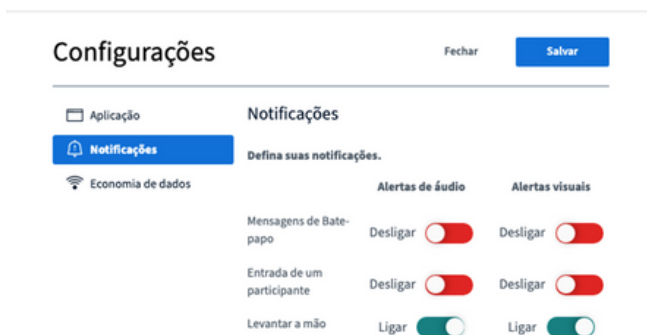 Configurações
Fechar
Salvar
Aplicação
Notificações
Economia de dados
Notificações
Defina suas notificações.
Alertas de áudio Alertas visuais
Mensagens de Bate-
papo
Desligar Desligar
Entrada de um
participante
Desligar Desligar
Levantar a mão
Ligar Ligar